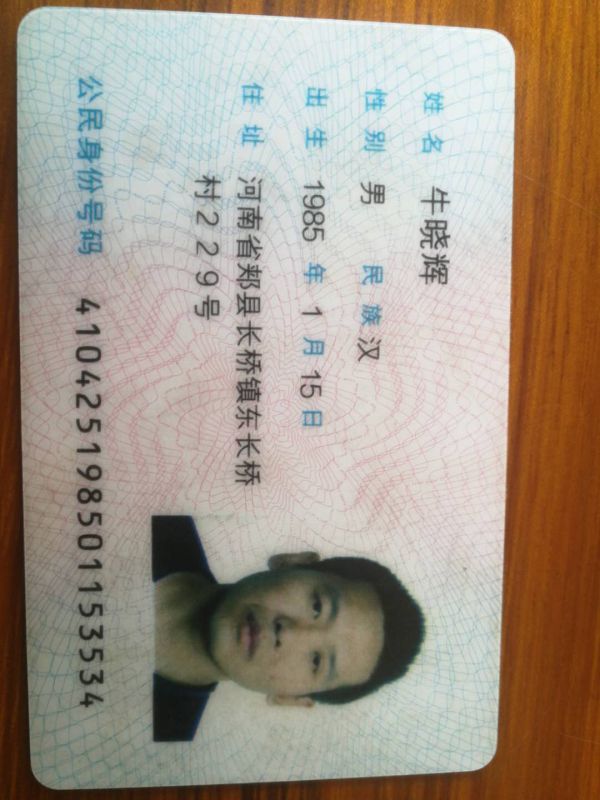 姓名 牛晓辉
性别 男 民族 汉
出生 1985 年 1 月 15 日
住址 河南省郏县长桥镇东长桥
村229号
公民身份号码 410425198501153534